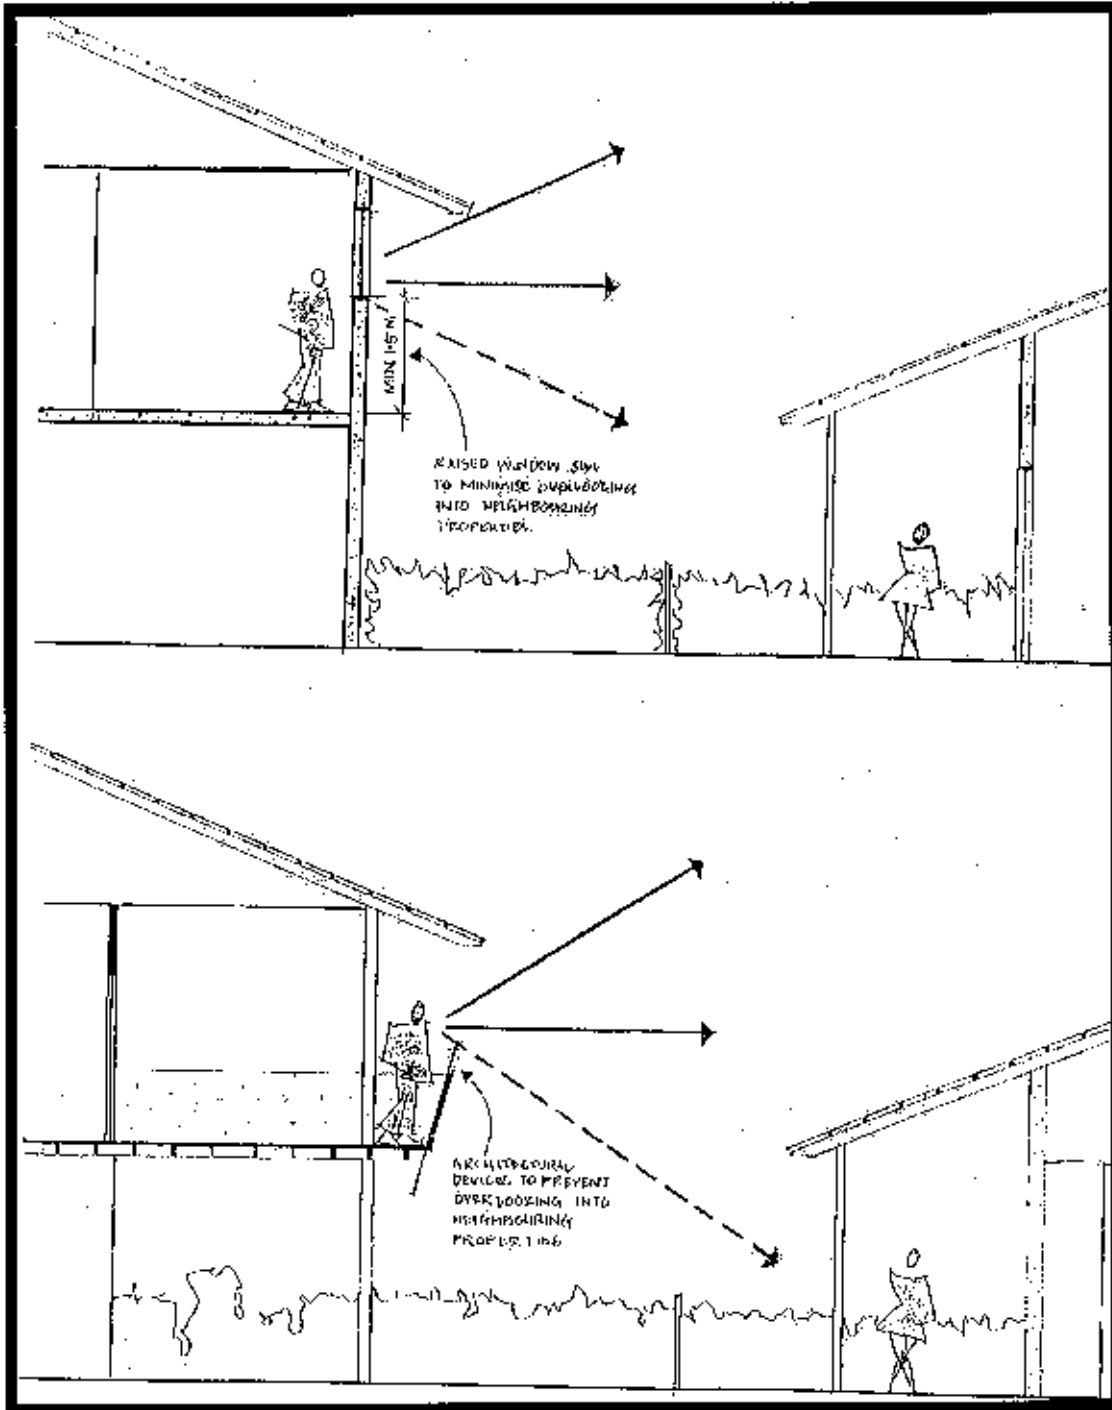 MIN 1·5 M
RAISED WINDOW SILL
TO MINIMISE OVERLOOKING
INTO NEIGHBOURING
PROPERTIES.
ARCHITECTURAL
DEVICES TO PREVENT
OVERLOOKING INTO
NEIGHBOURING
PROPERTIES